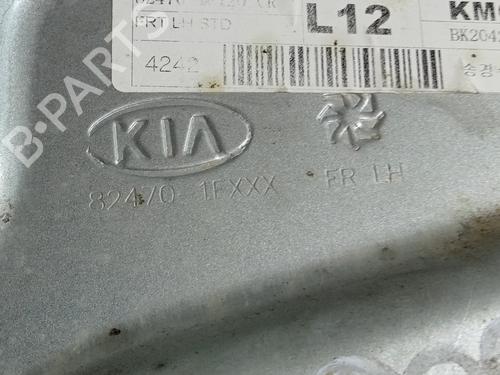 FRT LH STD
L12
KM
BK204
4242
KIA
82470 1FXXX FR LH
B-PARTS